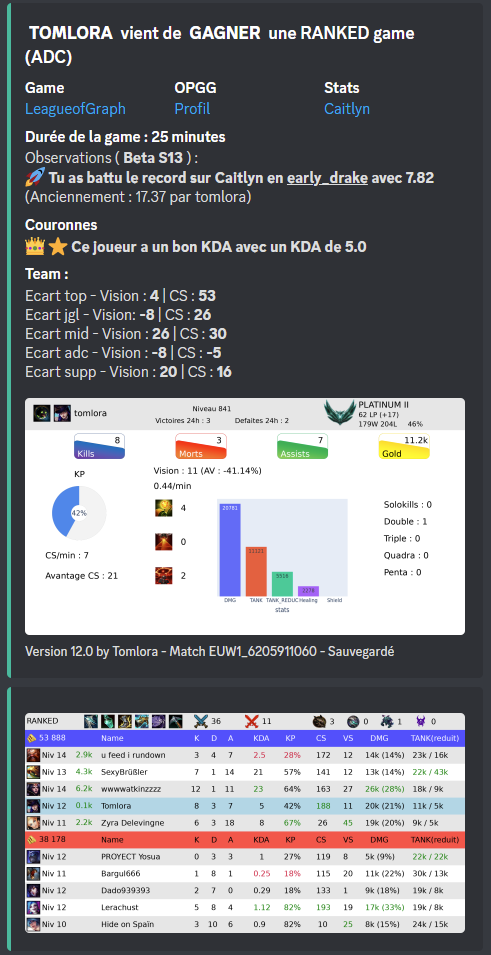 TOMLORA vient de GAGNER une RANKED game
(ADC)
Game OPGG Stats
LeagueofGraph Profil Caitlyn
Durée de la game : 25 minutes
Observations ( Beta S13 ) :
🚀 Tu as battu le record sur Caitlyn en early_drake avec 7.82
(Anciennement : 17.37 par tomlora)
Couronnes
👑 ⭐ Ce joueur a un bon KDA avec un KDA de 5.0
Team :
Ecart top - Vision : 4 | CS : 53
Ecart jgl - Vision: -8 | CS : 26
Ecart mid - Vision : 26 | CS : 30
Ecart adc - Vision : -8 | CS : -5
Ecart supp - Vision : 20 | CS : 16
tomlora
Niveau 841
Victoires 24h : 3 Defaites 24h : 2
PLATINUM II
62 LP (+17)
179W 204L 46%
8 3 7 11.2k
Kills Morts Assists Gold
KP
42%
CS/min : 7
Avantage CS : 21
Vision : 11 (AV : -41.14%)
0.44/min
4
0
2
20781
11121
5516
2278
DMG TANK TANK_REDUC Healing Shield
stats
Solokills : 0
Double : 1
Triple : 0
Quadra : 0
Penta : 0
Version 12.0 by Tomlora - Match EUW1_6205911060 - Sauvegardé
RANKED 36 11 3 0 1 0
53 888 Name K D A KDA KP CS VS DMG TANK(reduit)
Niv 14 2.9k u feed i rundown 3 4 7 2.5 28% 172 12 14k (14%) 23k / 16k
Niv 13 4.3k SexyBrüßler 7 1 14 21 57% 141 12 13k (14%) 22k / 43k
Niv 14 6.2k wwwwatkinzzzz 12 1 11 23 64% 163 27 26k (28%) 18k / 9k
Niv 12 0.1k Tomlora 8 3 7 5 42% 188 11 20k (21%) 11k / 5k
Niv 11 2.2k Zyra Delevingne 6 3 18 8 67% 26 45 19k (20%) 9k / 5k
38 178 Name K D A KDA KP CS VS DMG TANK(reduit)
Niv 12 PROYECT Yosua 0 3 3 1 27% 119 8 5k (9%) 22k / 22k
Niv 11 Bargul666 1 8 1 0.25 18% 115 20 11k (22%) 30k / 13k
Niv 12 Dado939393 2 7 0 0.29 18% 133 1 9k (18%) 19k / 8k
Niv 12 Lerachust 5 8 4 1.12 82% 193 19 17k (33%) 19k / 8k
Niv 10 Hide on Spaïn 3 10 6 0.9 82% 10 25 8k (15%) 24k / 15k